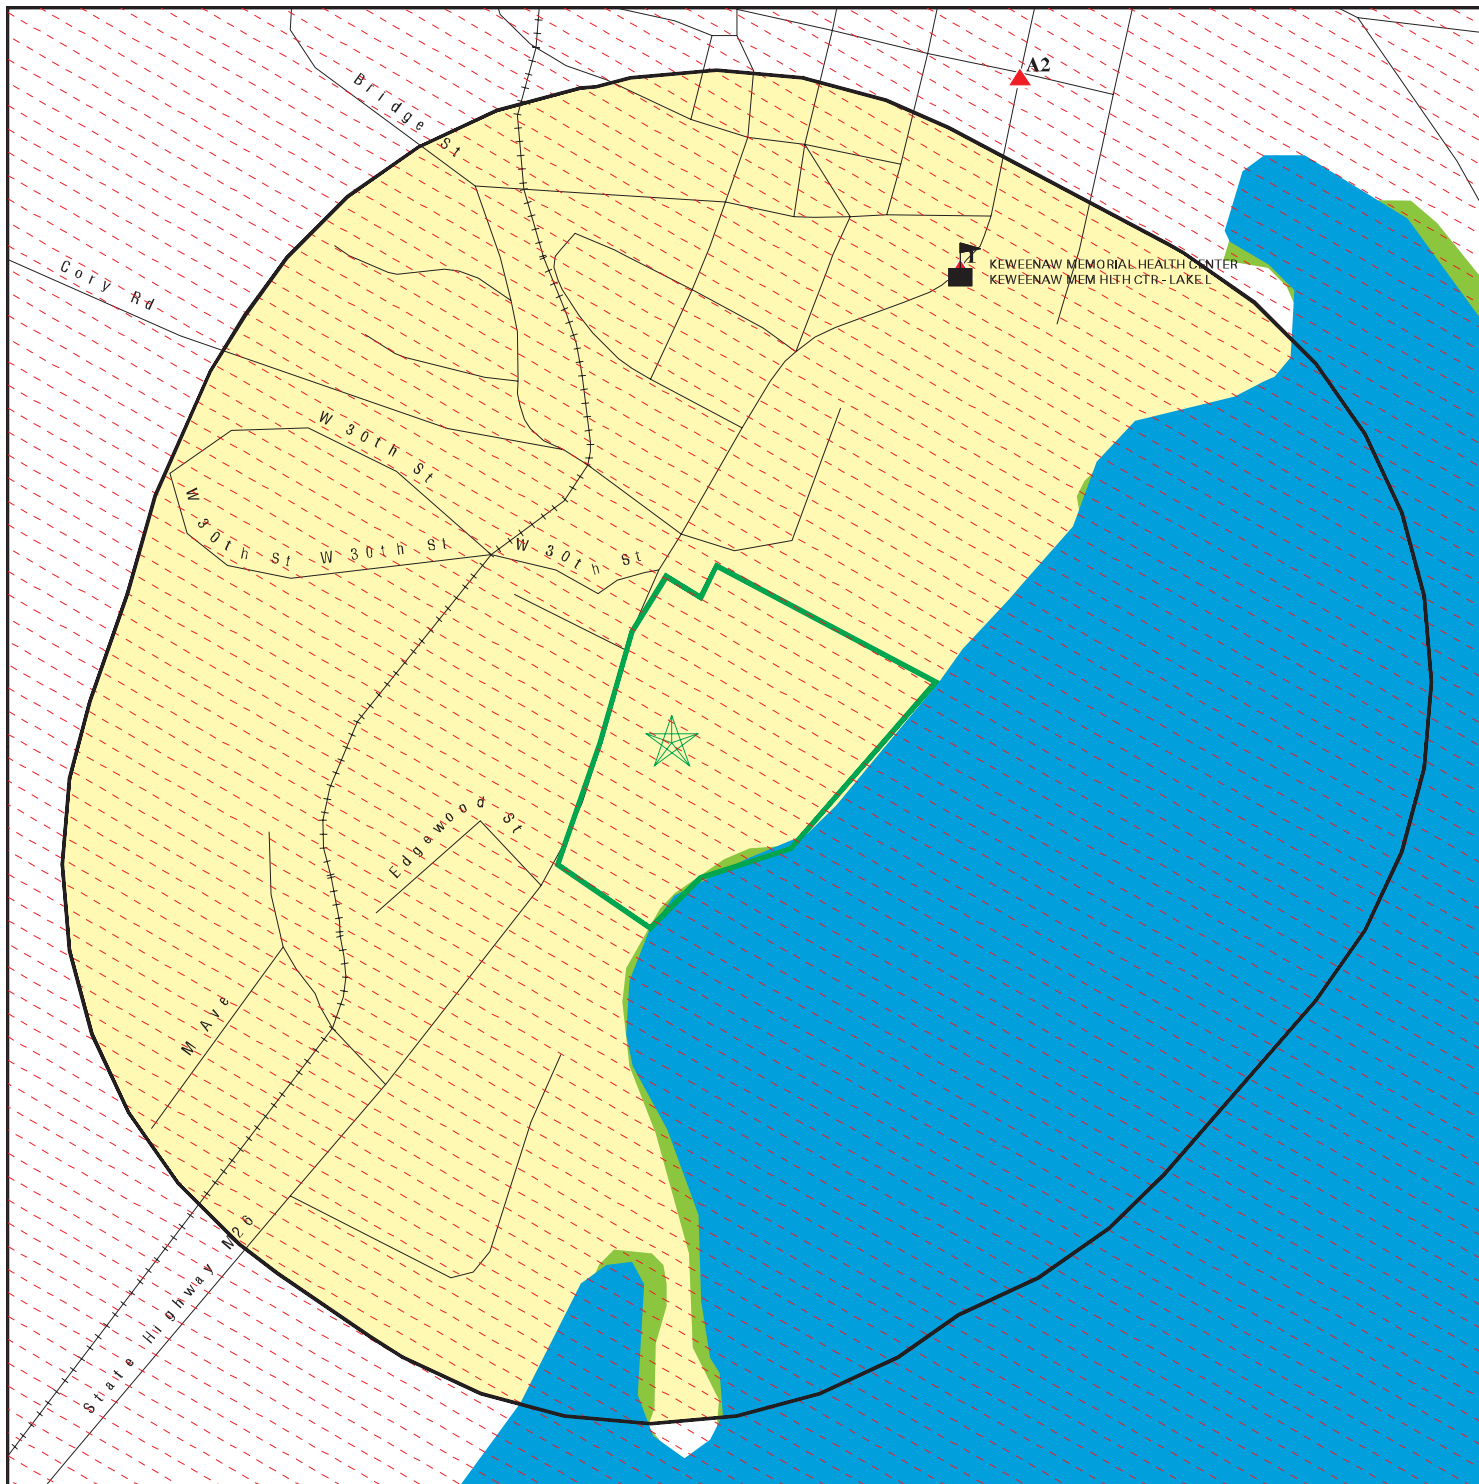 A2
Bridge St
KEWEENAW MEMORIAL HEALTH CENTER
KEWEENAW MEM HLTH CTR - LAKE L
Cory Rd
W 30th St
W 30th St
W 30th St
W 30th St
Edgewood St
M Ave
State Highway M26